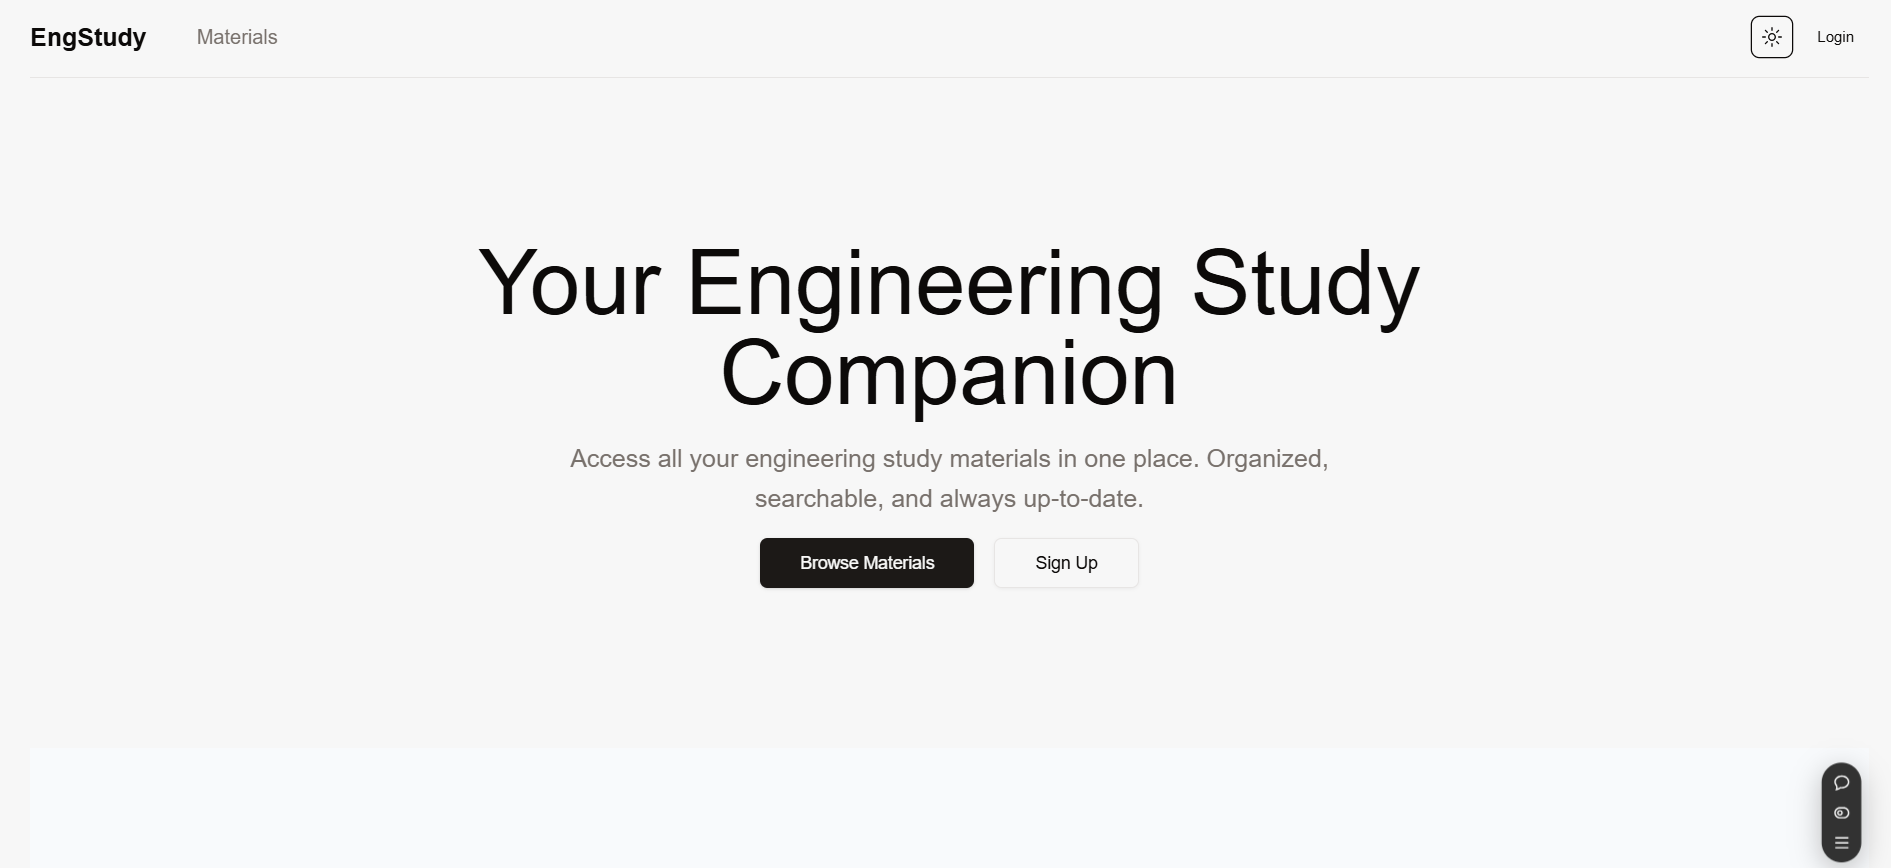 EngStudy
Materials
Login
Your Engineering Study
Companion
Access all your engineering study materials in one place. Organized,
searchable, and always up-to-date.
Browse Materials
Sign Up